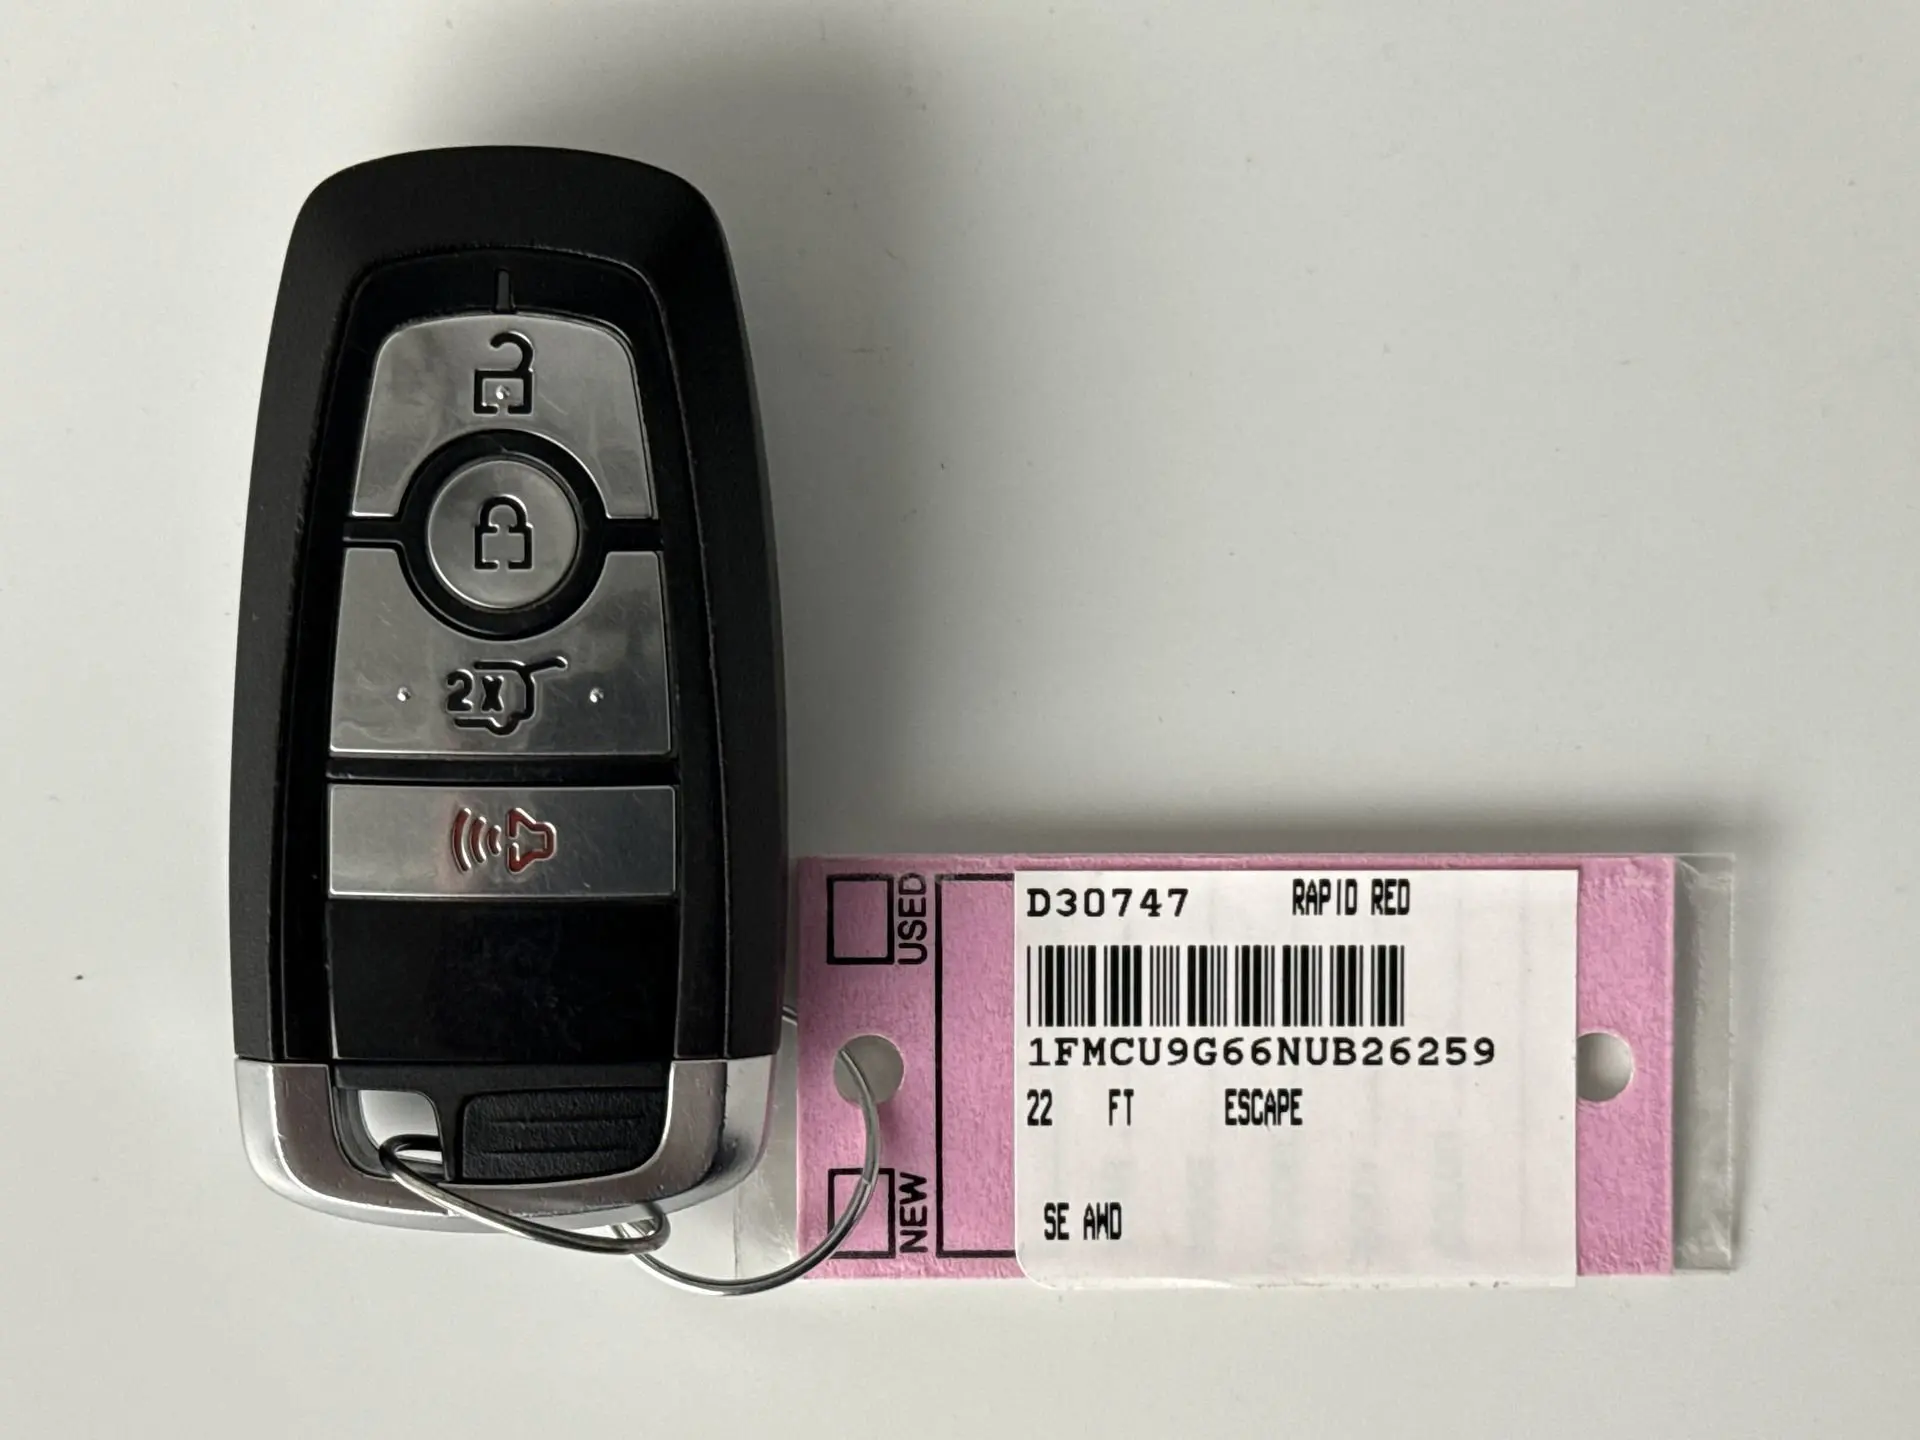 2X
USED
NEW
D30747 RAPID RED
1FMCU9G66NUB26259
22 FT ESCAPE
SE AWD